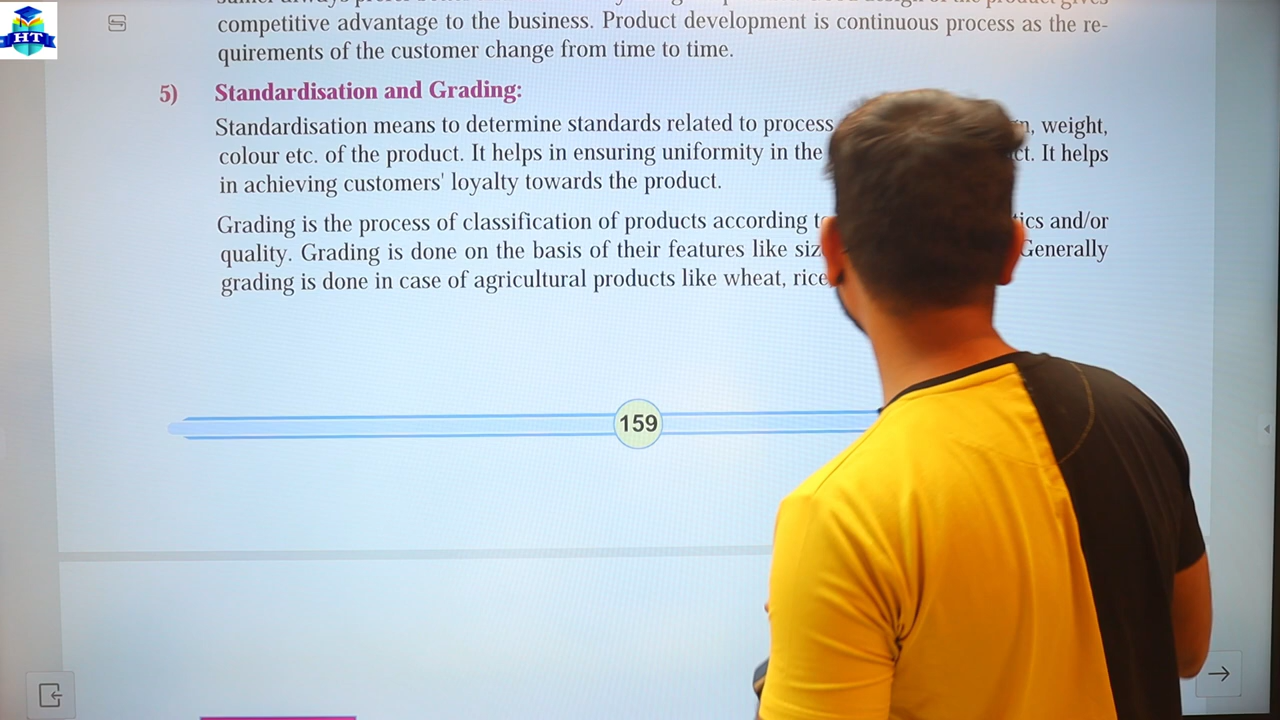 HT
competitive advantage to the business. Product development is continuous process as the re-
quirements of the customer change from time to time.
5) Standardisation and Grading:
Standardisation means to determine standards related to process weight,
colour etc. of the product. It helps in ensuring uniformity in the It helps
in achieving customers' loyalty towards the product.
Grading is the process of classification of products according and/or
quality. Grading is done on the basis of their features like Generally
grading is done in case of agricultural products like wheat, rice
159